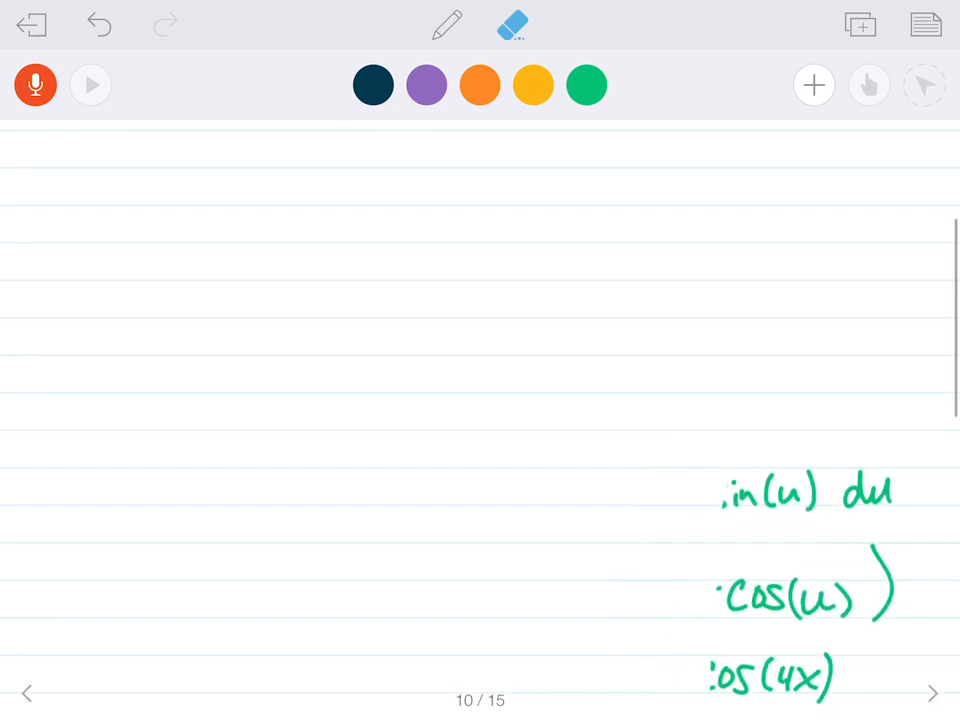 in(u) du
cos(u) )
os(4x)
10 / 15